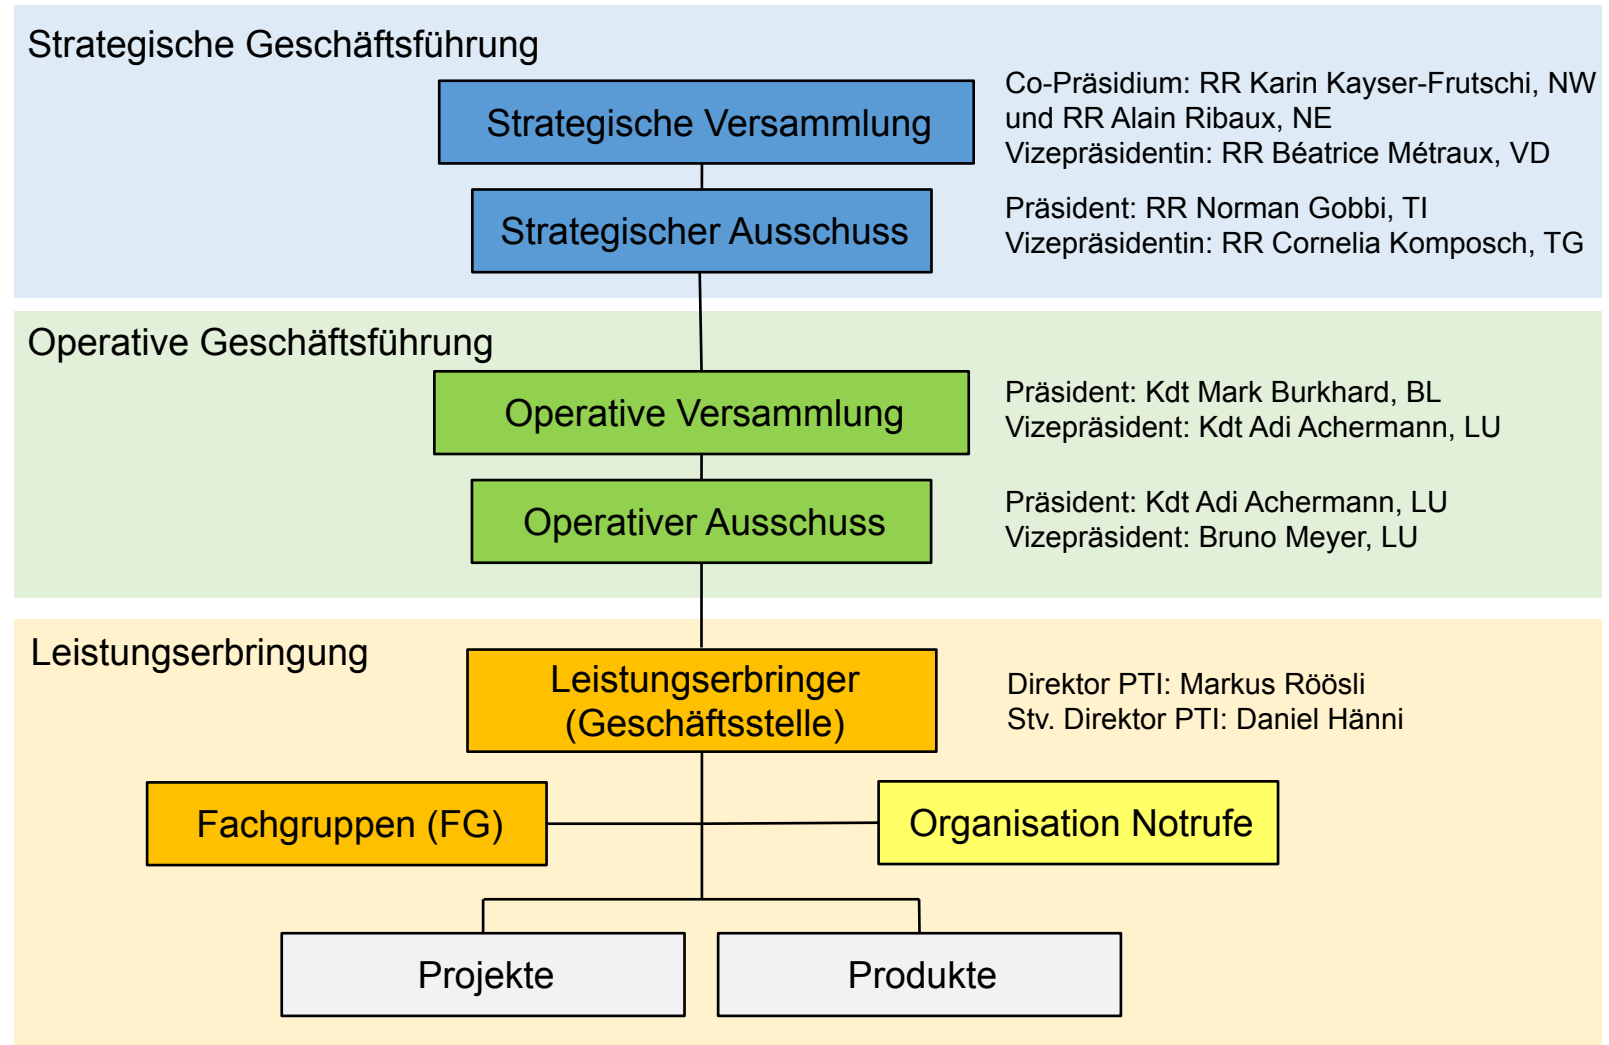 Strategische Geschäftsführung
Strategische Versammlung
Co-Präsidium: RR Karin Kayser-Frutschi, NW
und RR Alain Ribaux, NE
Vizepräsidentin: RR Béatrice Métraux, VD
Strategischer Ausschuss
Präsident: RR Norman Gobbi, TI
Vizepräsidentin: RR Cornelia Komposch, TG
Operative Geschäftsführung
Operative Versammlung
Präsident: Kdt Mark Burkhard, BL
Vizepräsident: Kdt Adi Achermann, LU
Operativer Ausschuss
Präsident: Kdt Adi Achermann, LU
Vizepräsident: Bruno Meyer, LU
Leistungserbringung
Leistungserbringer
(Geschäftsstelle)
Direktor PTI: Markus Röösli
Stv. Direktor PTI: Daniel Hänni
Fachgruppen (FG)
Organisation Notrufe
Projekte
Produkte